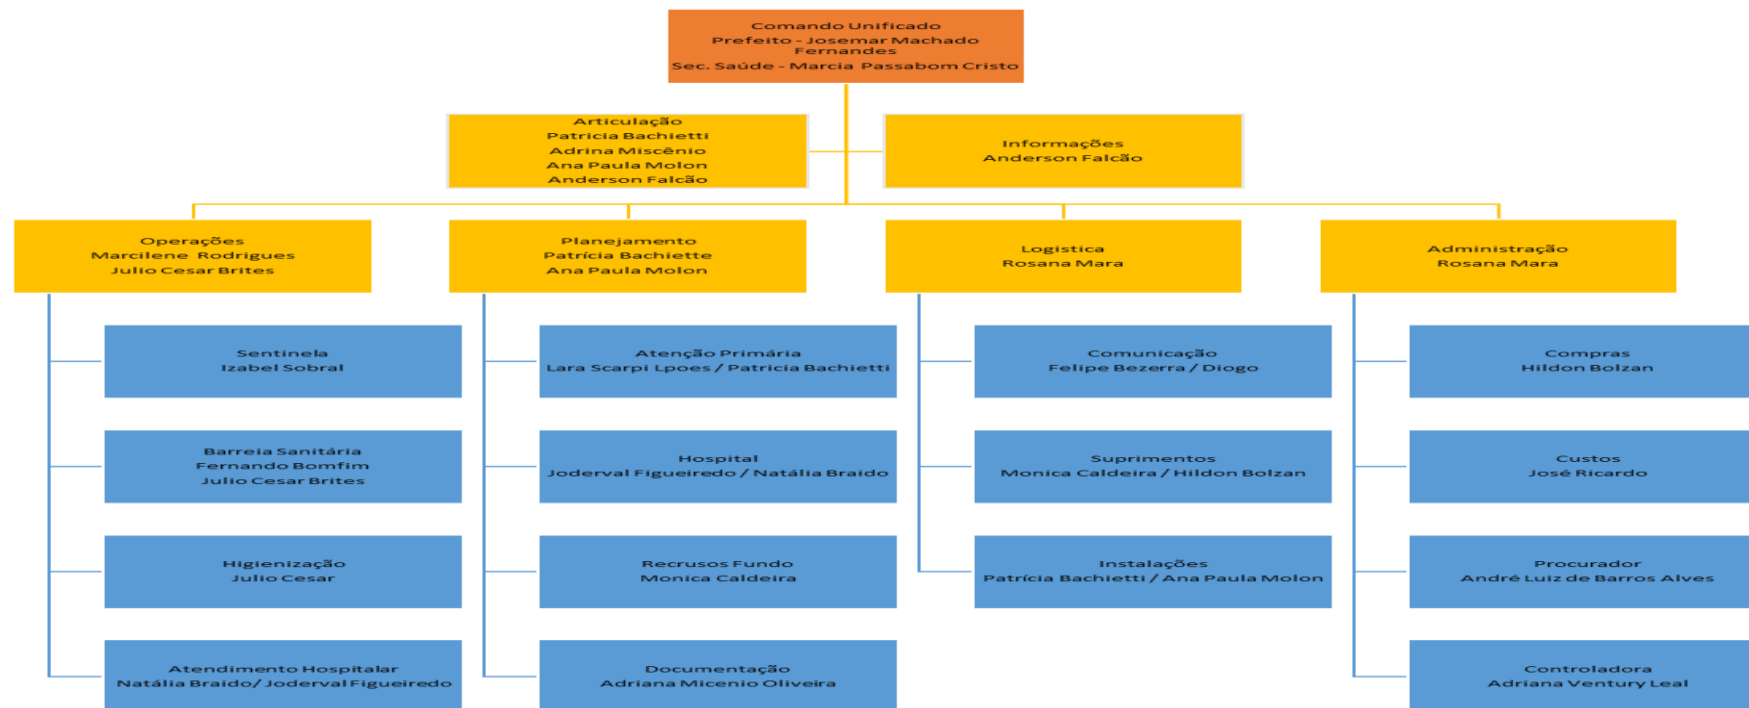 Comando Unificado
Prefeito - Josemar Machado
Fernandes
Sec. Saúde - Marcia Passabom Cristo
Articulação
Patricia Bachietti
Adrina Miscênio
Ana Paula Molon
Anderson Falcão
Informações
Anderson Falcão
Operações
Marcilene Rodrigues
Julio Cesar Brites
Planejamento
Patrícia Bachiette
Ana Paula Molon
Logistica
Rosana Mara
Administração
Rosana Mara
Sentinela
Izabel Sobral
Barreia Sanitária
Fernando Bomfim
Julio Cesar Brites
Higienização
Julio Cesar
Atendimento Hospitalar
Natália Braido/ Joderval Figueiredo
Atenção Primária
Lara Scarpi Lpoes / Patricia Bachietti
Hospital
Joderval Figueiredo / Natália Braido
Recrusos Fundo
Monica Caldeira
Documentação
Adriana Micenio Oliveira
Comunicação
Felipe Bezerra / Diogo
Suprimentos
Monica Caldeira / Hildon Bolzan
Instalações
Patrícia Bachietti / Ana Paula Molon
Compras
Hildon Bolzan
Custos
José Ricardo
Procurador
André Luiz de Barros Alves
Controladora
Adriana Ventury Leal